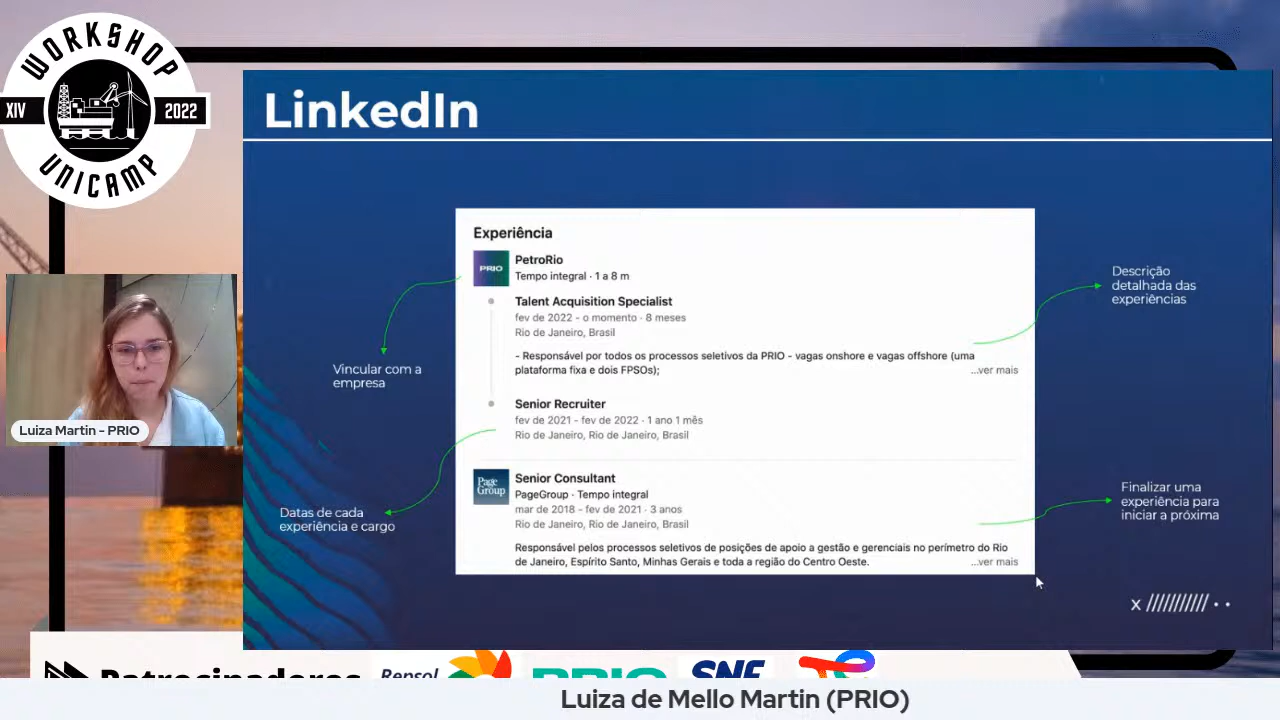 WORKSHOP
XIV
2022
UNICAMP
LinkedIn
Experiência
PRIO
PetroRio
Tempo integral · 1 a 8 m
Talent Acquisition Specialist
fev de 2022 - o momento · 8 meses
Rio de Janeiro, Brasil
- Responsável por todos os processos seletivos da PRIO - vagas onshore e vagas offshore (uma
plataforma fixa e dois FPSOs);
...ver mais
Senior Recruiter
fev de 2021 - fev de 2022 · 1 ano 1 mês
Rio de Janeiro, Rio de Janeiro, Brasil
Page
Group
Senior Consultant
PageGroup · Tempo integral
mar de 2018 - fev de 2021 · 3 anos
Rio de Janeiro, Rio de Janeiro, Brasil
Responsável pelos processos seletivos de posições de apoio a gestão e gerenciais no perímetro do Rio
de Janeiro, Espírito Santo, Minhas Gerais e toda a região do Centro Oeste.
...ver mais
Vincular com a
empresa
Datas de cada
experiência e cargo
Descrição
detalhada das
experiências
Finalizar uma
experiência para
iniciar a próxima
x ///////////// • •
Luiza Martin - PRIO
Patrocinadores
Repsol
PRIO
SNF
Luiza de Mello Martin (PRIO)